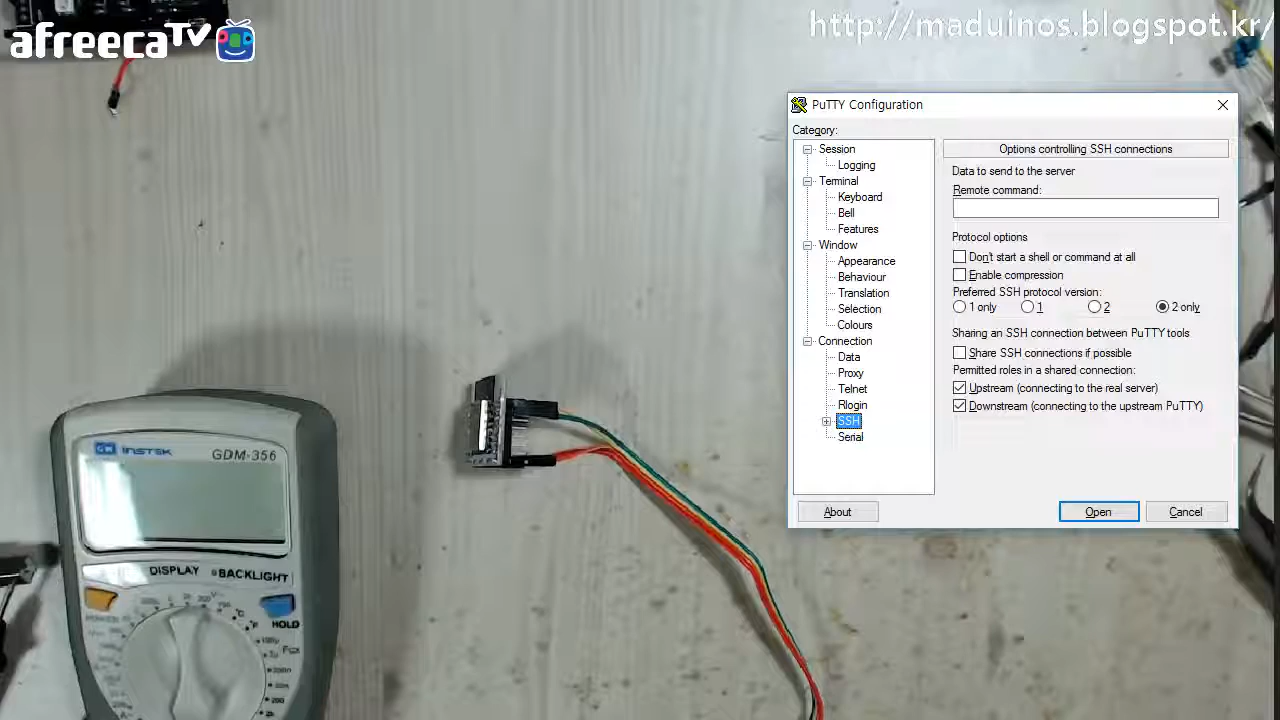 afreecaTV
http://maduinos.blogspot.kr/
PuTTY Configuration
Category:
Session
Logging
Terminal
Keyboard
Bell
Features
Window
Appearance
Behaviour
Translation
Selection
Colours
Connection
Data
Proxy
Telnet
Rlogin
SSH
Serial
Options controlling SSH connections
Data to send to the server
Remote command:
Protocol options
Don't start a shell or command at all
Enable compression
Preferred SSH protocol version:
1 only 1 2 2 only
Sharing an SSH connection between PuTTY tools
Share SSH connections if possible
Permitted roles in a shared connection:
Upstream (connecting to the real server)
Downstream (connecting to the upstream PuTTY)
About Open Cancel
GW INSTEK GDM-356
DISPLAY BACKLIGHT
HOLD